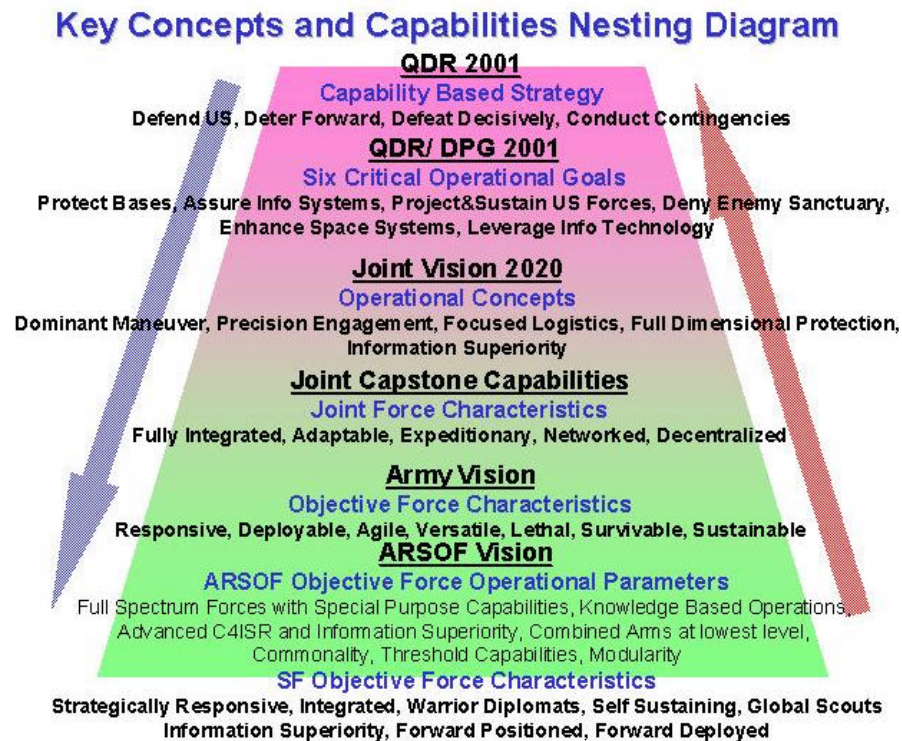 Key Concepts and Capabilities Nesting Diagram
QDR 2001
Capability Based Strategy
Defend US, Deter Forward, Defeat Decisively, Conduct Contingencies
QDR/ DPG 2001
Six Critical Operational Goals
Protect Bases, Assure Info Systems, Project&Sustain US Forces, Deny Enemy Sanctuary,
Enhance Space Systems, Leverage Info Technology
Joint Vision 2020
Operational Concepts
Dominant Maneuver, Precision Engagement, Focused Logistics, Full Dimensional Protection,
Information Superiority
Joint Capstone Capabilities
Joint Force Characteristics
Fully Integrated, Adaptable, Expeditionary, Networked, Decentralized
Army Vision
Objective Force Characteristics
Responsive, Deployable, Agile, Versatile, Lethal, Survivable, Sustainable
ARSOF Vision
ARSOF Objective Force Operational Parameters
Full Spectrum Forces with Special Purpose Capabilities, Knowledge Based Operations,
Advanced C4ISR and Information Superiority, Combined Arms at lowest level,
Commonality, Threshold Capabilities, Modularity
SF Objective Force Characteristics
Strategically Responsive, Integrated, Warrior Diplomats, Self Sustaining, Global Scouts
Information Superiority, Forward Positioned, Forward Deployed